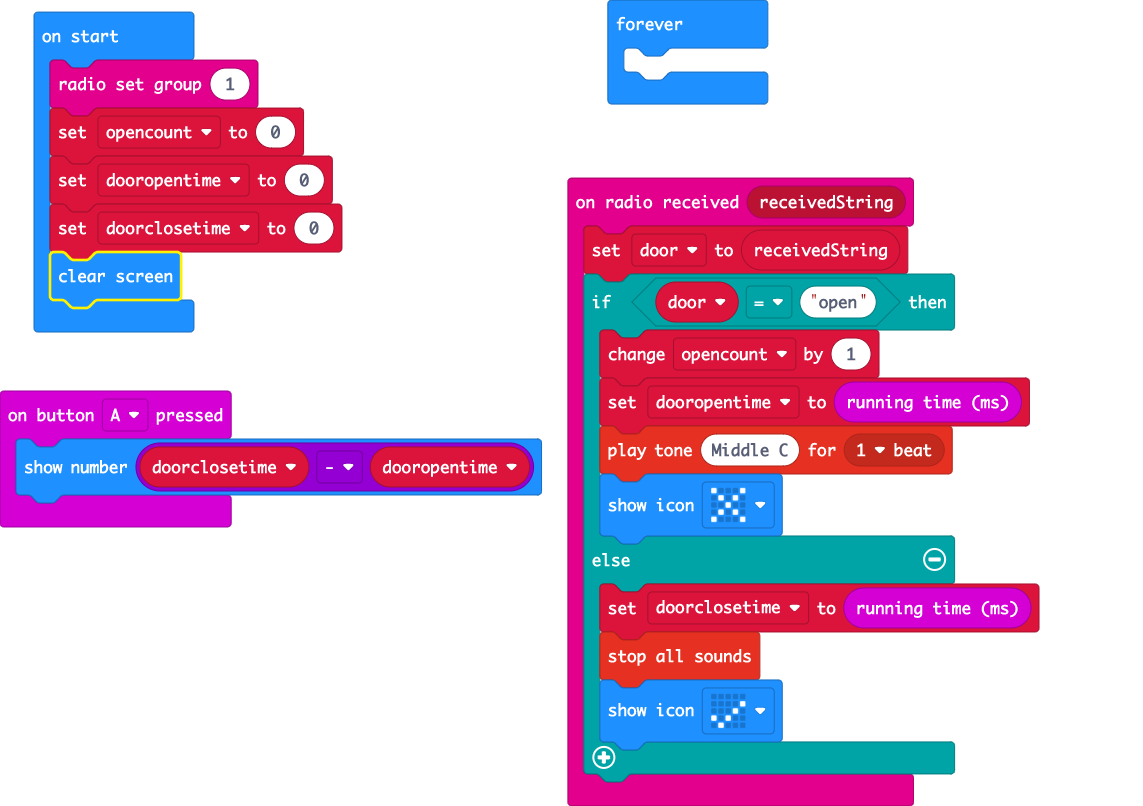 on start
radio set group 1
set opencount to 0
set dooropentime to 0
set doorclosetime to 0
clear screen
on button A pressed
show number doorclosetime - dooropentime
forever
on radio received receivedString
set door to receivedString
if door = "open" then
change opencount by 1
set dooropentime to running time (ms)
play tone Middle C for 1 beat
show icon
else
set doorclosetime to running time (ms)
stop all sounds
show icon